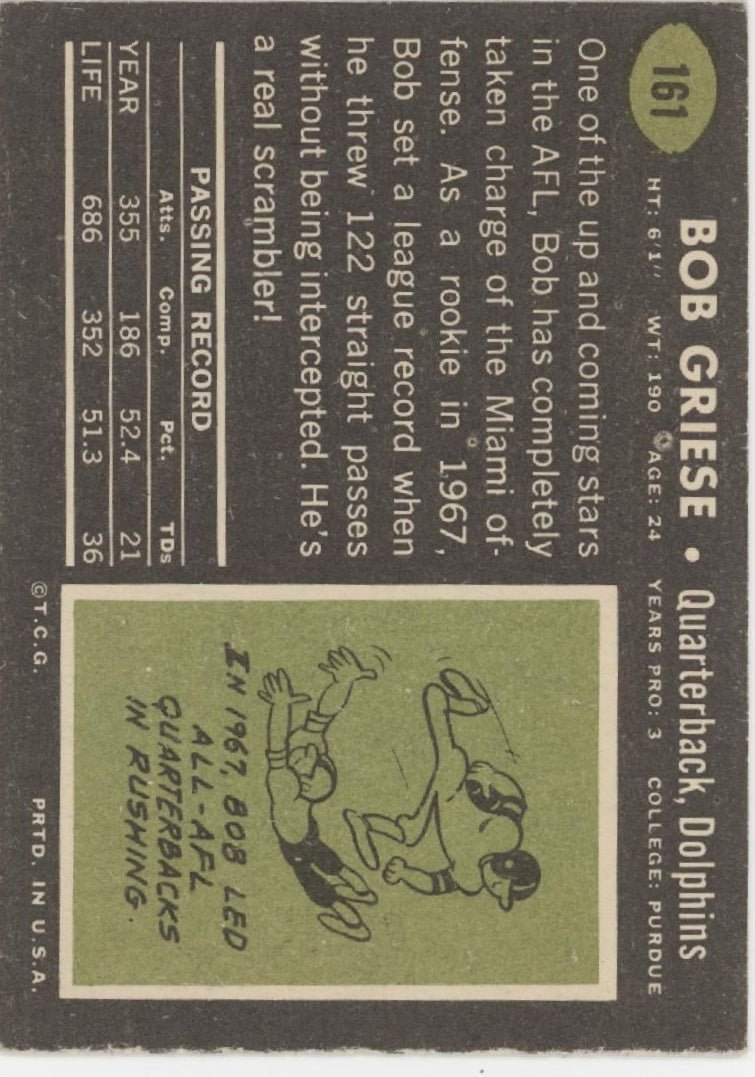 161
BOB GRIESE • Quarterback, Dolphins
HT: 6'1" WT: 190 AGE: 24 YEARS PRO: 3 COLLEGE: PURDUE
One of the up and coming stars
in the AFL, Bob has completely
taken charge of the Miami of-
fense. As a rookie in 1967,
Bob set a league record when
he threw 122 straight passes
without being intercepted. He's
a real scrambler!
PASSING RECORD
Atts. Comp. Pct. TDs
YEAR 355 186 52.4 21
LIFE 686 352 51.3 36
IN 1967, BOB LED
ALL-AFL
QUARTERBACKS
IN RUSHING.
©T.C.G. PRTD. IN U.S.A.